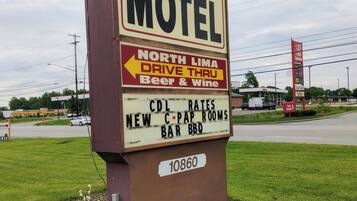 MOTEL
NORTH LIMA
DRIVE THRU
Beer & Wine
CDL RATES
NEW C-PAP ROOMS
BAR BBQ
10860